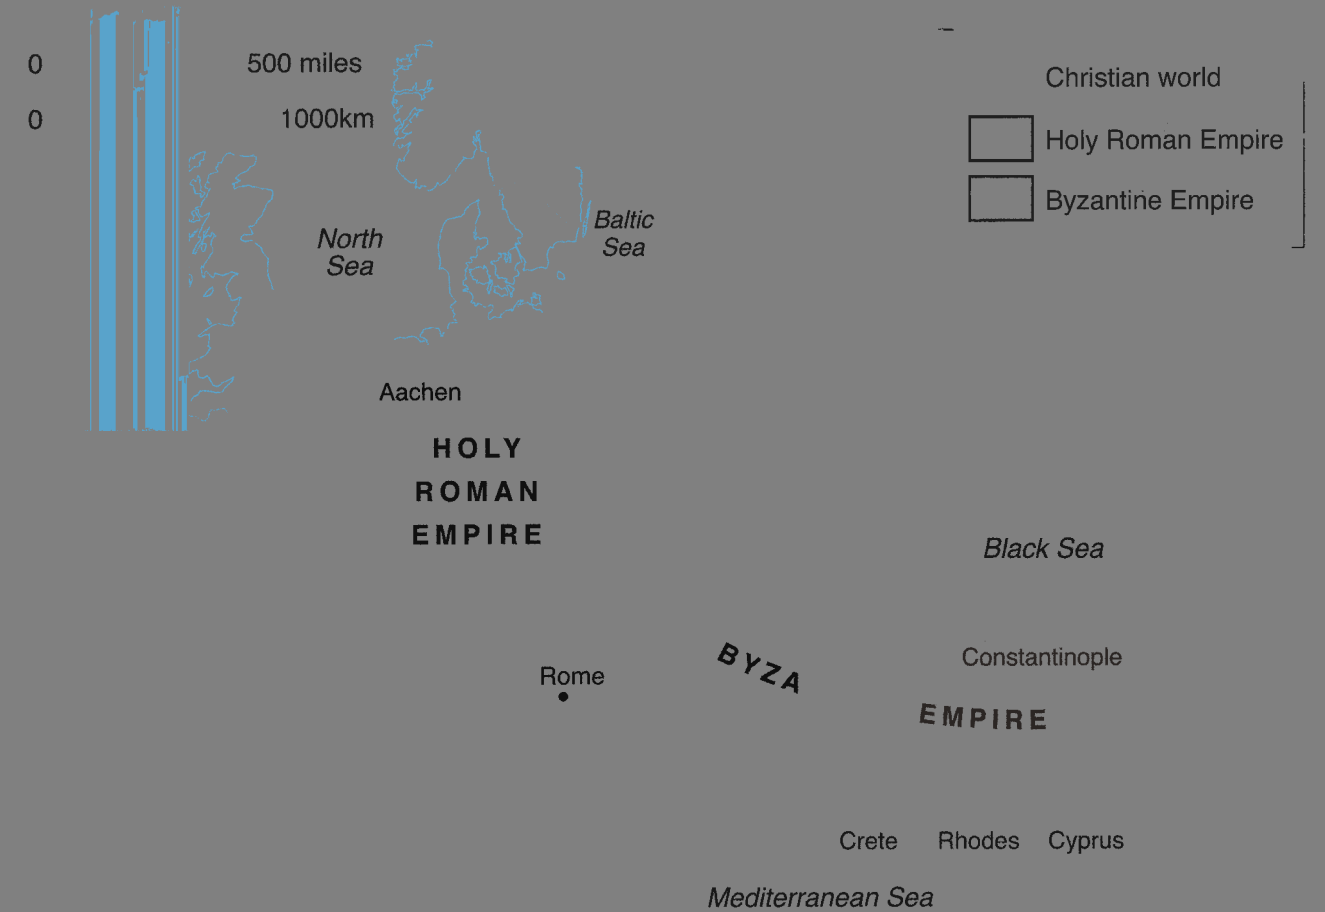 0 500 miles
0 1000km
Christian world
Holy Roman Empire
Byzantine Empire
North
Sea
Baltic
Sea
Aachen
HOLY
ROMAN
EMPIRE
Black Sea
Constantinople
Rome
BYZA
EMPIRE
Crete
Rhodes
Cyprus
Mediterranean Sea